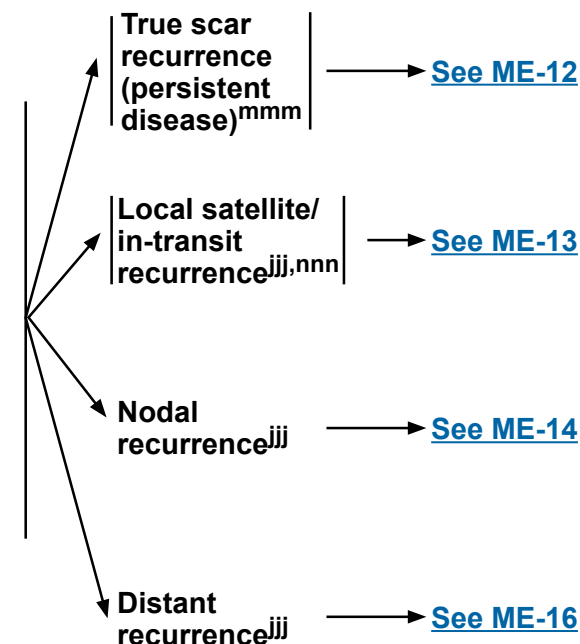 True scar
recurrence
(persistent
disease)mmm
See ME-12
Local satellite/
in-transit
recurrencejjj,nnn
See ME-13
Nodal
recurrencejjj
See ME-14
Distant
recurrencejjj
See ME-16